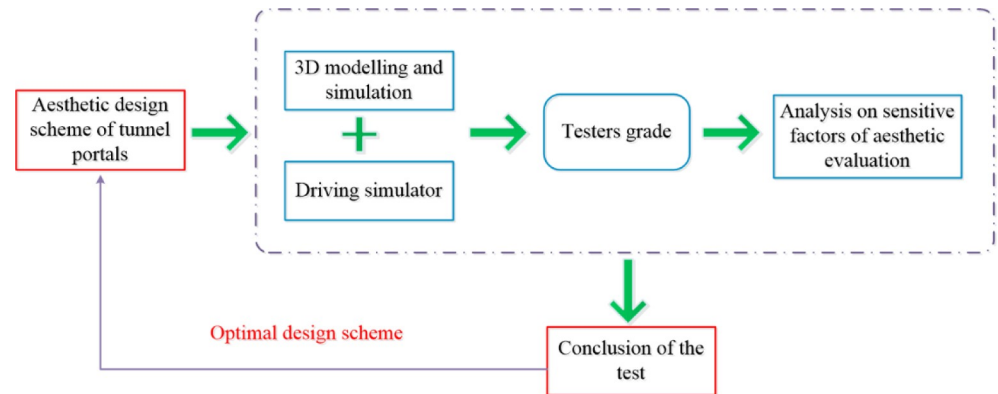 Aesthetic design
scheme of tunnel
portals
3D modelling and
simulation
Driving simulator
Testers grade
Analysis on sensitive
factors of aesthetic
evaluation
Optimal design scheme
Conclusion of the
test